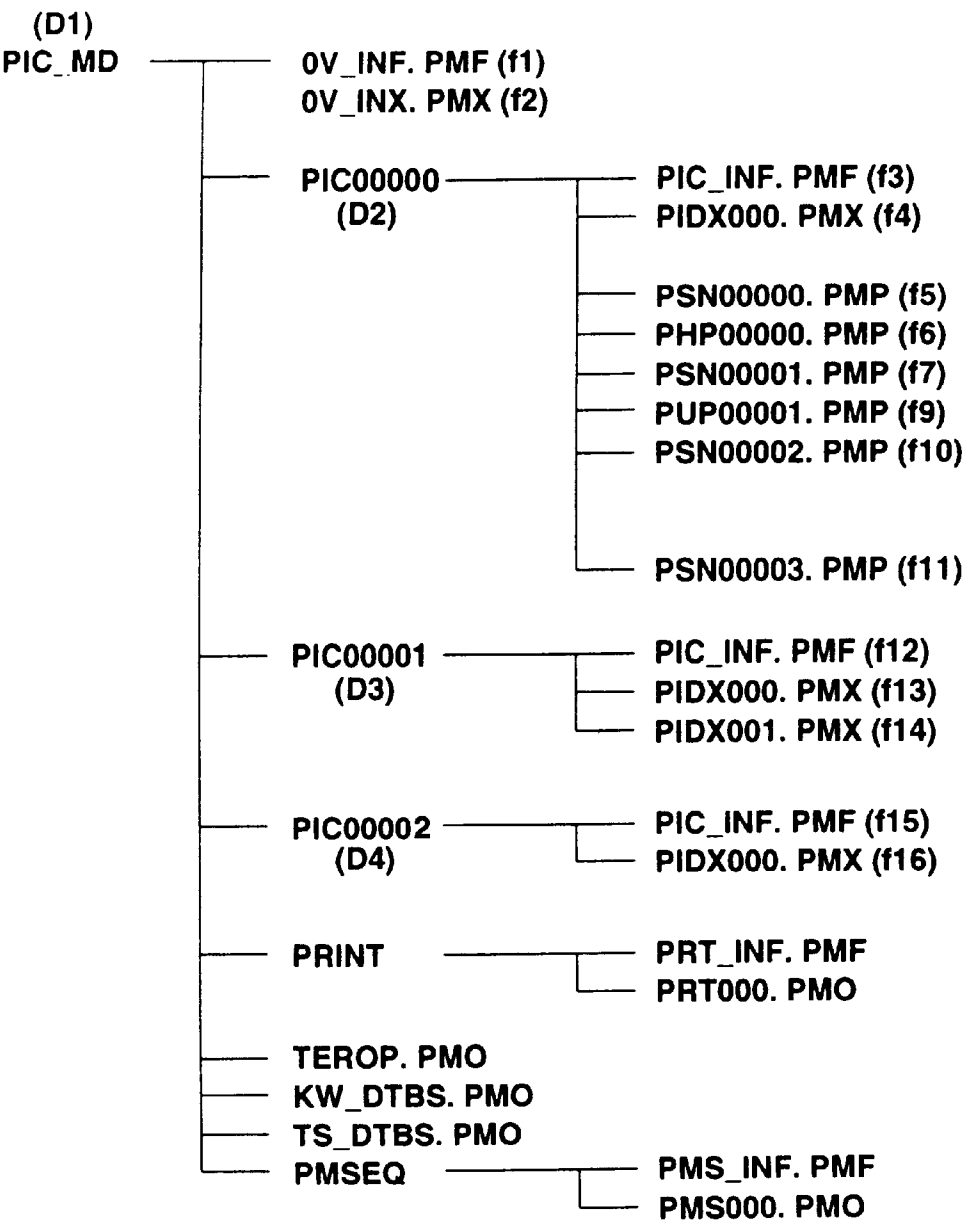 (D1)
PIC_MD
0V_INF. PMF (f1)
0V_INX. PMX (f2)
PIC00000
(D2)
PIC_INF. PMF (f3)
PIDX000. PMX (f4)
PSN00000. PMP (f5)
PHP00000. PMP (f6)
PSN00001. PMP (f7)
PUP00001. PMP (f9)
PSN00002. PMP (f10)
PSN00003. PMP (f11)
PIC00001
(D3)
PIC_INF. PMF (f12)
PIDX000. PMX (f13)
PIDX001. PMX (f14)
PIC00002
(D4)
PIC_INF. PMF (f15)
PIDX000. PMX (f16)
PRINT
PRT_INF. PMF
PRT000. PMO
TEROP. PMO
KW_DTBS. PMO
TS_DTBS. PMO
PMSEQ
PMS_INF. PMF
PMS000. PMO